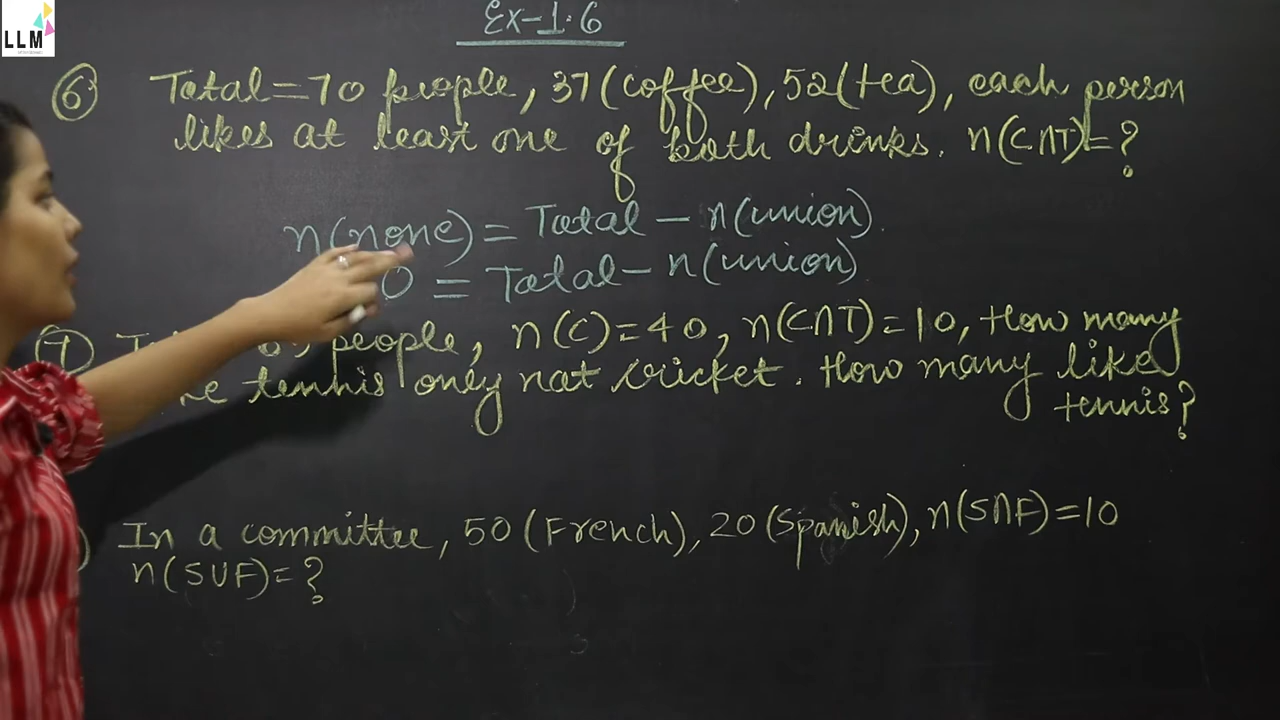 LLM
Ex-1.6
6) Total=70 people, 37(coffee), 52(tea), each person
likes at least one of both drinks. n(C∩T)=?
n(none) = Total - n(union).
0 = Total - n(union)
7) people, n(C)=40, n(C∩T)=10, How many
tennis only not cricket. How many like
tennis?
) In a committee, 50(French), 20(Spanish), n(S∩F)=10
n(S∪F)=?